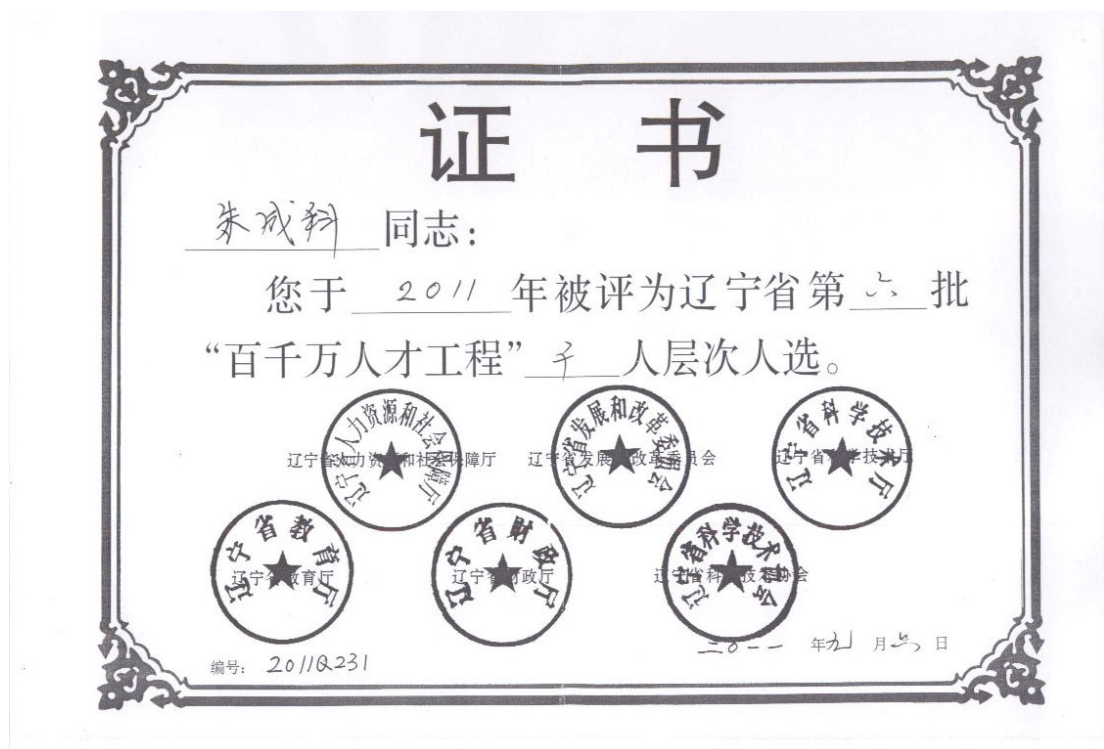 证 书
朱成科 同志：
您于 2011 年被评为辽宁省第 六 批
“百千万人才工程” 千 人层次人选。
辽宁省人力资源和社会保障厅 辽宁省发展和改革委员会 辽宁省科学技术厅
辽宁省人力资源和社会保障厅
辽宁省发展和改革委员会
辽宁省科学技术厅
辽宁省教育厅 辽宁省财政厅 辽宁省科学技术协会
辽宁省教育厅
辽宁省财政厅
辽宁省科学技术协会
二〇一一 年 九 月 六 日
编号： 2011Q231